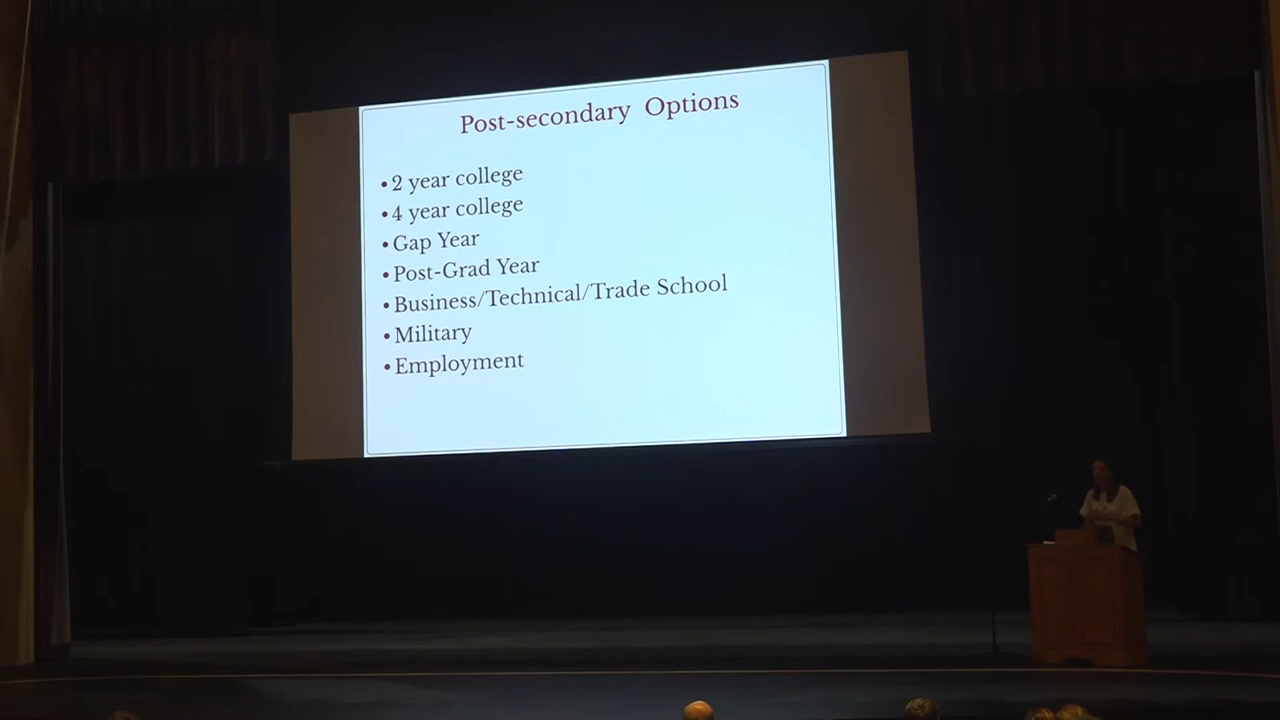 Post-secondary Options
• 2 year college
• 4 year college
• Gap Year
• Post-Grad Year
• Business/Technical/Trade School
• Military
• Employment